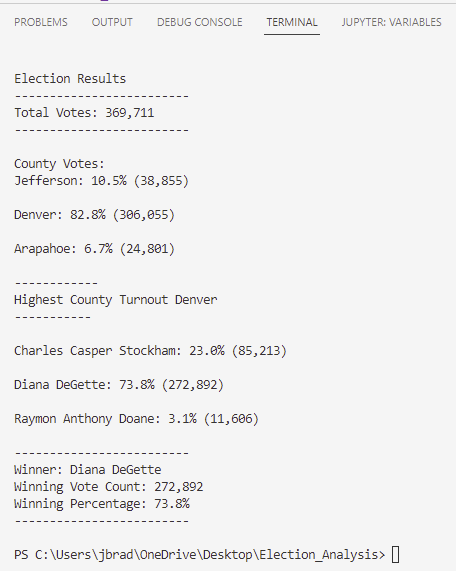 PROBLEMS OUTPUT DEBUG CONSOLE TERMINAL JUPYTER: VARIABLES
Election Results
-------------------------
Total Votes: 369,711
-------------------------
County Votes:
Jefferson: 10.5% (38,855)
Denver: 82.8% (306,055)
Arapahoe: 6.7% (24,801)
------------
Highest County Turnout Denver
-----------
Charles Casper Stockham: 23.0% (85,213)
Diana DeGette: 73.8% (272,892)
Raymon Anthony Doane: 3.1% (11,606)
-------------------------
Winner: Diana DeGette
Winning Vote Count: 272,892
Winning Percentage: 73.8%
-------------------------
PS C:\Users\jbrad\OneDrive\Desktop\Election_Analysis>